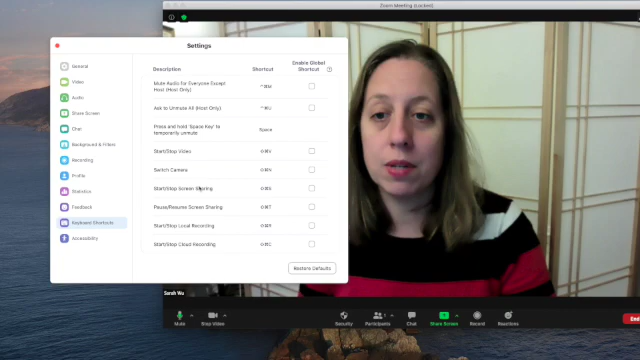 Zoom Meeting (Locked)
Settings
General
Video
Audio
Share Screen
Chat
Background & Filters
Recording
Profile
Statistics
Feedback
Keyboard Shortcuts
Accessibility
Description Shortcut Enable Global Shortcut
Mute Audio for Everyone Except
Host (Host Only) ^⌘M
Ask to Unmute All (Host Only) ^⌘U
Press and hold 'Space Key' to
temporarily unmute Space
Start/Stop Video ⇧⌘V
Switch Camera ⇧⌘N
Start/Stop Screen Sharing ⇧⌘S
Pause/Resume Screen Sharing ⇧⌘T
Start/Stop Local Recording ⇧⌘R
Start/Stop Cloud Recording ⇧⌘C
Restore Defaults
Sarah Wu
Mute
Stop Video
Security
Participants
Chat
Share Screen
Record
Reactions
End